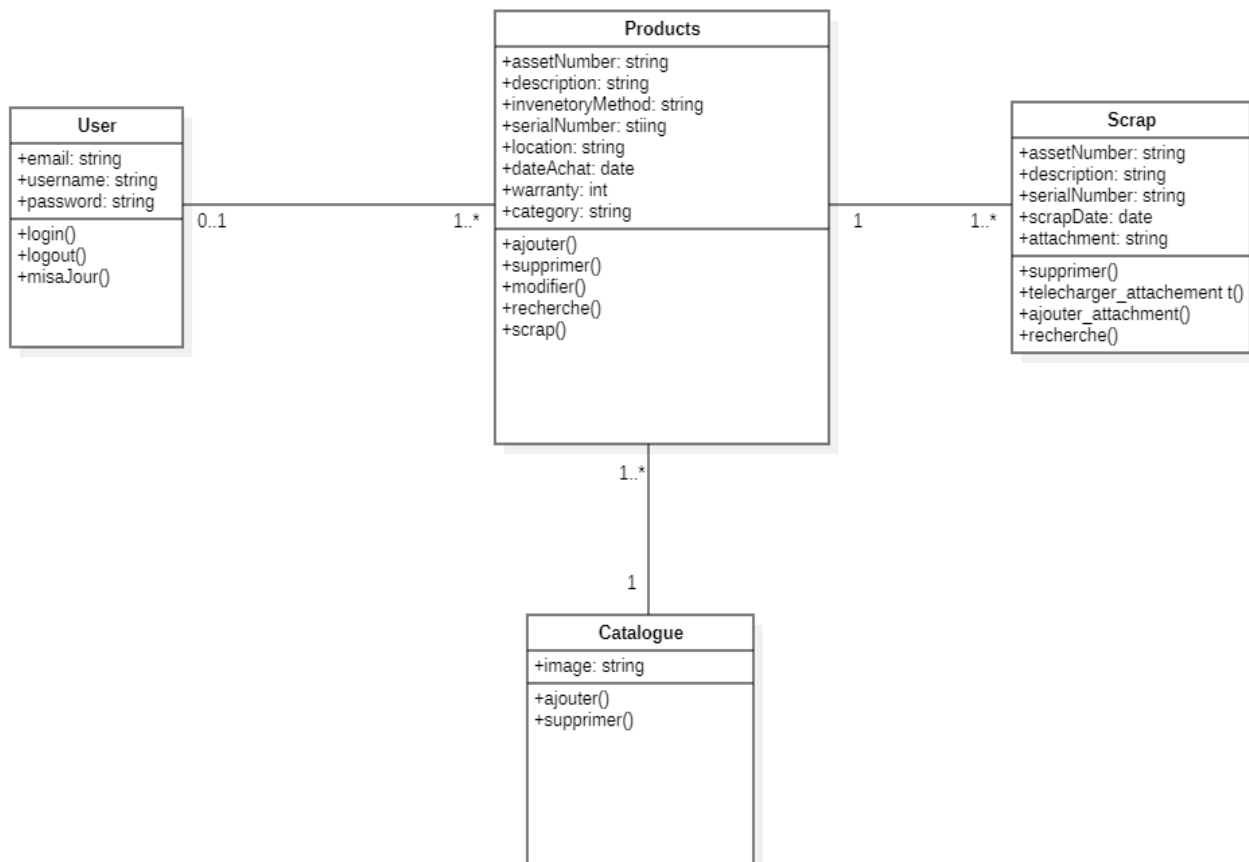 Products
+assetNumber: string
+description: string
+invenetoryMethod: string
+serialNumber: stiing
+location: string
+dateAchat: date
+warranty: int
+category: string
+ajouter()
+supprimer()
+modifier()
+recherche()
+scrap()
User
+email: string
+username: string
+password: string
+login()
+logout()
+misaJour()
0..1
1..*
1
1..*
Scrap
+assetNumber: string
+description: string
+serialNumber: string
+scrapDate: date
+attachment: string
+supprimer()
+telecharger_attachement t()
+ajouter_attachment()
+recherche()
1..*
1
Catalogue
+image: string
+ajouter()
+supprimer()